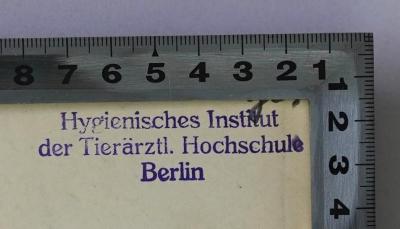 8 7 6 5 4 3 2 1
1
2
3
4
Hygienisches Institut
der Tierärztl. Hochschule
Berlin